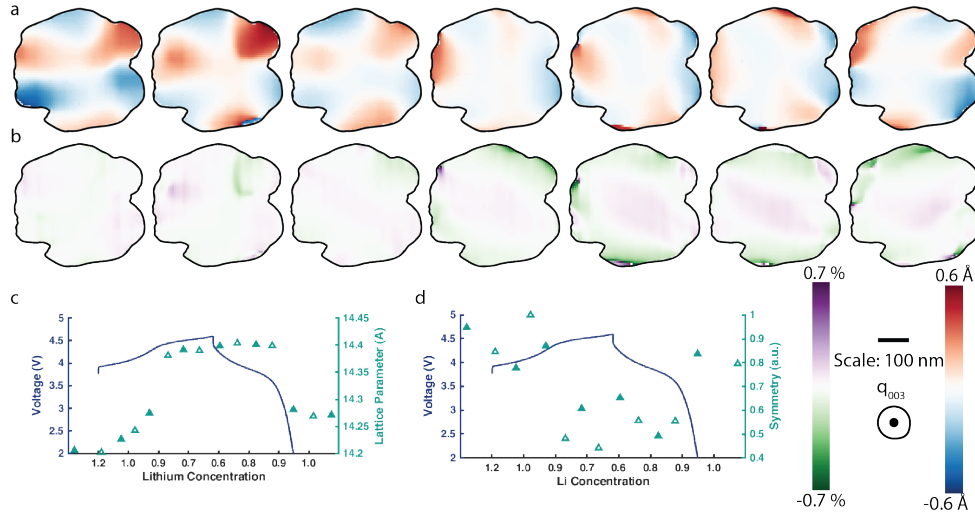 a
b
c
d
5
4.5
4
3.5
3
2.5
2
Voltage (V)
14.45
14.4
14.35
14.3
14.25
14.2
Lattice Parameter (A)
1.2 1.0 0.9 0.6 0.8 0.9 1.0
Lithium Concentration
5
4.5
4
3.5
3
2.5
2
Voltage (V)
1
0.9
0.8
0.7
0.6
0.5
0.4
Symmetry (a.u.)
1.2 1.0 0.9 0.6 0.8 0.9 1.0
Li Concentration
0.7 %
-0.7 %
Scale: 100 nm
q003
0.6 Å
-0.6 Å